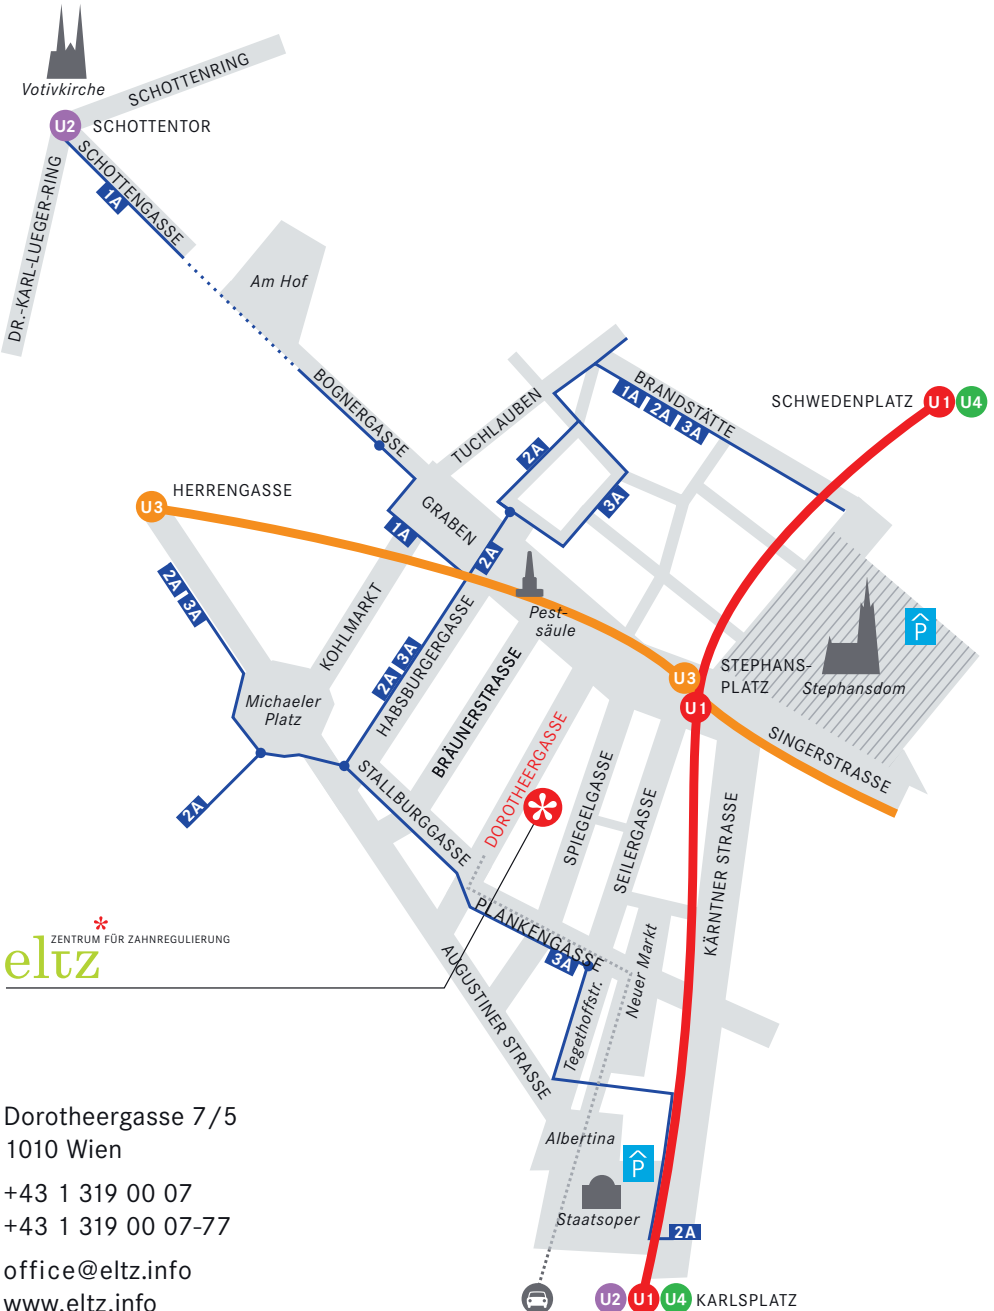 Votivkirche
SCHOTTENRING
U2 SCHOTTENTOR
SCHOTTENGASSE
1A
DR.-KARL-LUEGER-RING
Am Hof
BOGNERGASSE
TUCHLAUBEN
BRANDSTÄTTE
1A 2A 3A
SCHWEDENPLATZ U1 U4
2A
3A
U3 HERRENGASSE
GRABEN
1A
2A
2A 3A
KOHLMARKT
2A 3A
HABSBURGERGASSE
Pest-
säule
P
U3 STEPHANS-
PLATZ
U1
Stephansdom
Michaeler
Platz
BRÄUNERSTRASSE
DOROTHEERGASSE
SINGERSTRASSE
2A
STALLBURGGASSE
SPIEGELGASSE
SEILERGASSE
KÄRNTNER STRASSE
PLANKENGASSE
3A
eltz* ZENTRUM FÜR ZAHNREGULIERUNG
AUGUSTINER STRASSE
Tegethoffstr.
Neuer Markt
Albertina
P
Staatsoper
2A
U2 U1 U4 KARLSPLATZ
Dorotheergasse 7/5
1010 Wien
+43 1 319 00 07
+43 1 319 00 07-77
office@eltz.info
www.eltz.info